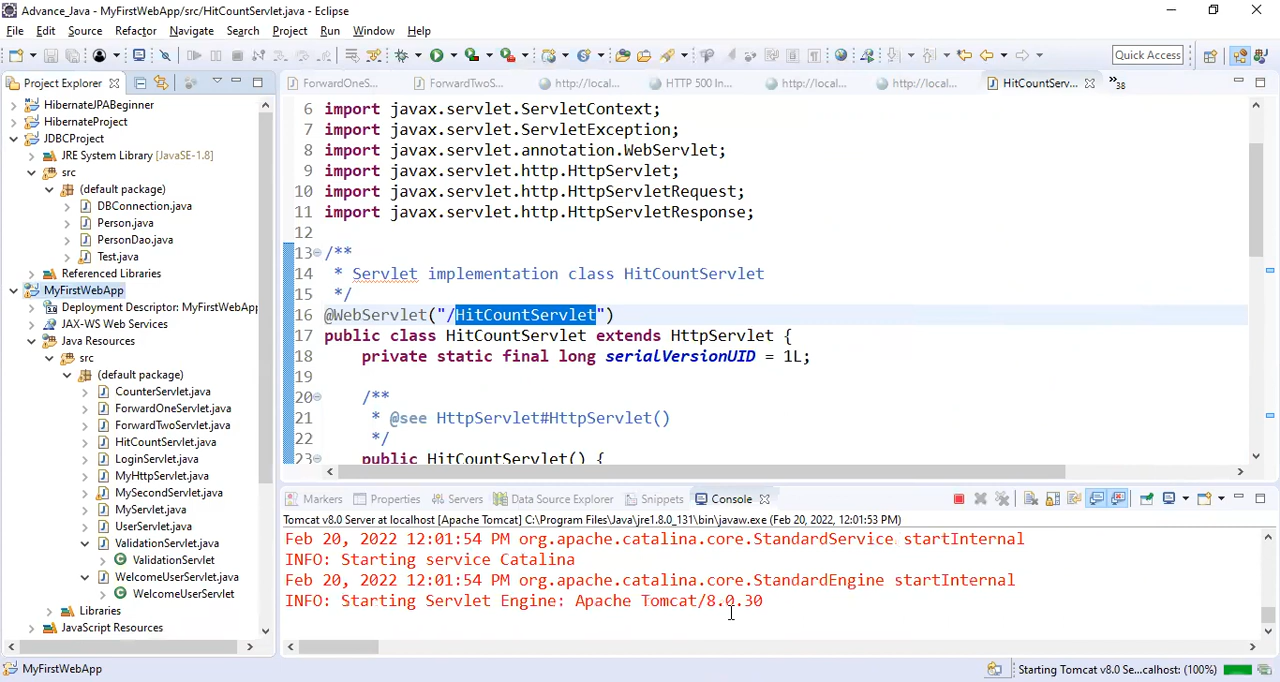 Advance_Java - MyFirstWebApp/src/HitCountServlet.java - Eclipse
File Edit Source Refactor Navigate Search Project Run Window Help
Quick Access
Project Explorer
HibernateJPABeginner
HibernateProject
JDBCProject
JRE System Library [JavaSE-1.8]
src
(default package)
DBConnection.java
Person.java
PersonDao.java
Test.java
Referenced Libraries
MyFirstWebApp
Deployment Descriptor: MyFirstWebApp
JAX-WS Web Services
Java Resources
src
(default package)
CounterServlet.java
ForwardOneServlet.java
ForwardTwoServlet.java
HitCountServlet.java
LoginServlet.java
MyHttpServlet.java
MySecondServlet.java
MyServlet.java
UserServlet.java
ValidationServlet.java
ValidationServlet
WelcomeUserServlet.java
WelcomeUserServlet
Libraries
JavaScript Resources
ForwardOneS... ForwardTwoS... http://local... HTTP 500 In... http://local... http://local... HitCountServ... »38
6 import javax.servlet.ServletContext;
7 import javax.servlet.ServletException;
8 import javax.servlet.annotation.WebServlet;
9 import javax.servlet.http.HttpServlet;
10 import javax.servlet.http.HttpServletRequest;
11 import javax.servlet.http.HttpServletResponse;
12
13 /**
14 * Servlet implementation class HitCountServlet
15 */
16 @WebServlet("/HitCountServlet")
17 public class HitCountServlet extends HttpServlet {
18 private static final long serialVersionUID = 1L;
19
20 /**
21 * @see HttpServlet#HttpServlet()
22 */
23 public HitCountServlet() {
Markers Properties Servers Data Source Explorer Snippets Console
Tomcat v8.0 Server at localhost [Apache Tomcat] C:\Program Files\Java\jre1.8.0_131\bin\javaw.exe (Feb 20, 2022, 12:01:53 PM)
Feb 20, 2022 12:01:54 PM org.apache.catalina.core.StandardService startInternal
INFO: Starting service Catalina
Feb 20, 2022 12:01:54 PM org.apache.catalina.core.StandardEngine startInternal
INFO: Starting Servlet Engine: Apache Tomcat/8.0.30
MyFirstWebApp
Starting Tomcat v8.0 Se...calhost: (100%)